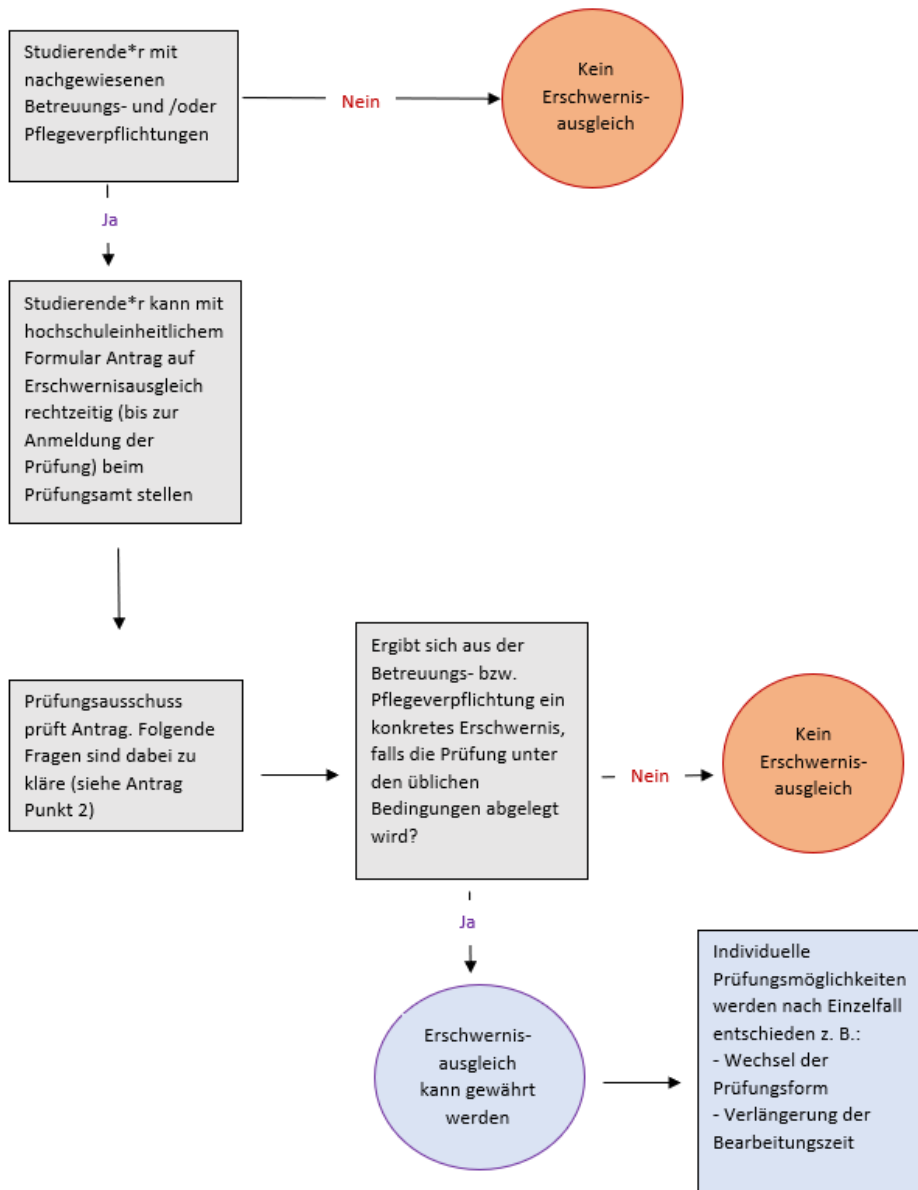 Studierende*r mit
nachgewiesenen
Betreuungs- und /oder
Pflegeverpflichtungen
Nein
Kein
Erschwernis-
ausgleich
Ja
Studierende*r kann mit
hochschuleinheitlichem
Formular Antrag auf
Erschwernisausgleich
rechtzeitig (bis zur
Anmeldung der
Prüfung) beim
Prüfungsamt stellen
Prüfungsausschuss
prüft Antrag. Folgende
Fragen sind dabei zu
kläre (siehe Antrag
Punkt 2)
Ergibt sich aus der
Betreuungs- bzw.
Pflegeverpflichtung ein
konkretes Erschwernis,
falls die Prüfung unter
den üblichen
Bedingungen abgelegt
wird?
Nein
Kein
Erschwernis-
ausgleich
Ja
Erschwernis-
ausgleich
kann gewährt
werden
Individuelle
Prüfungsmöglichkeiten
werden nach Einzelfall
entschieden z. B.:
- Wechsel der
Prüfungsform
- Verlängerung der
Bearbeitungszeit